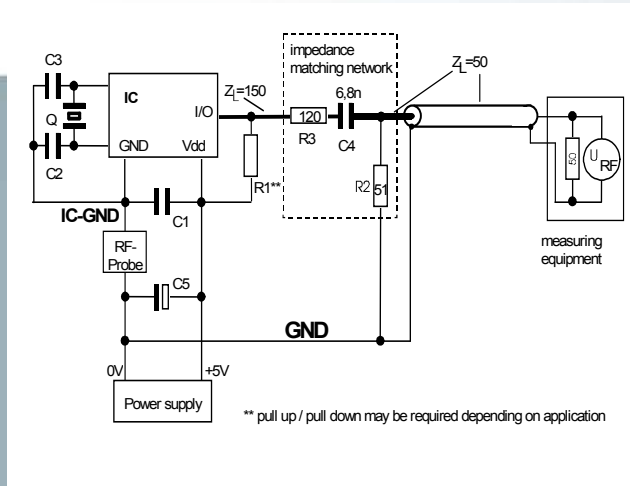 impedance
matching network
C3
IC
Z L=150
6,8n
Z L=50
I/O
120
Q
R3
C4
GND
Vdd
50
U RF
C2
R1**
R2
51
IC-GND
C1
RF-
Probe
measuring
equipment
C5
GND
0V
+5V
Power supply
** pull up / pull down may be required depending on application